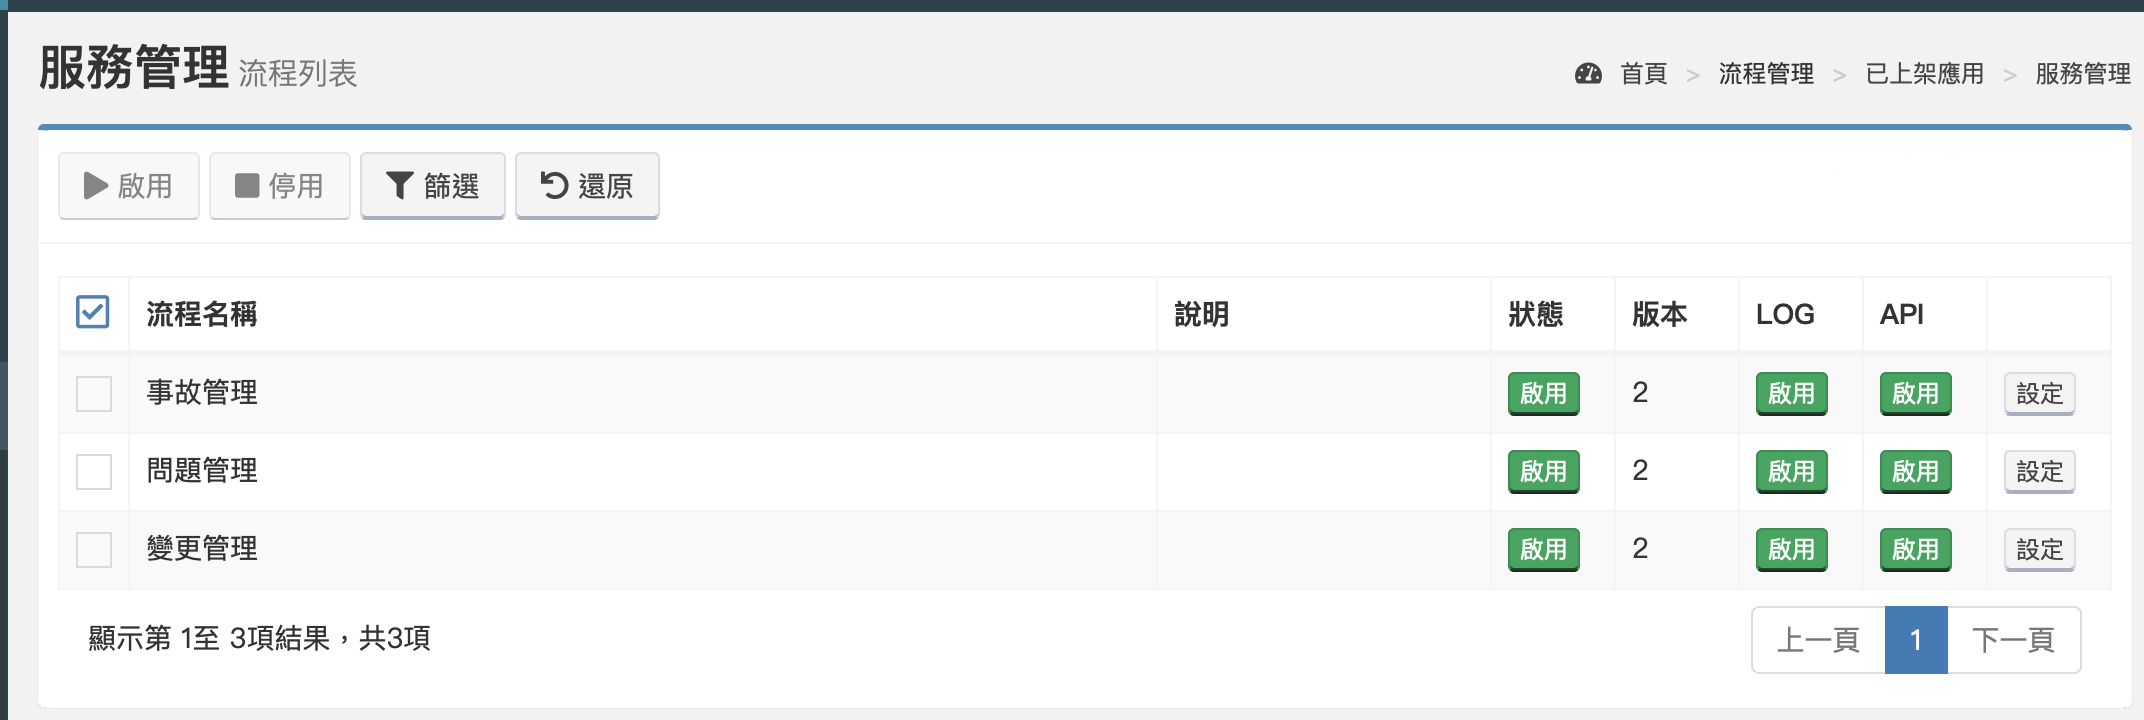 服務管理 流程列表
首頁 > 流程管理 > 已上架應用 > 服務管理
啟用 停用 篩選 還原
流程名稱 說明 狀態 版本 LOG API
事故管理 啟用 2 啟用 啟用 設定
問題管理 啟用 2 啟用 啟用 設定
變更管理 啟用 2 啟用 啟用 設定
顯示第 1至 3項結果，共3項
上一頁 1 下一頁